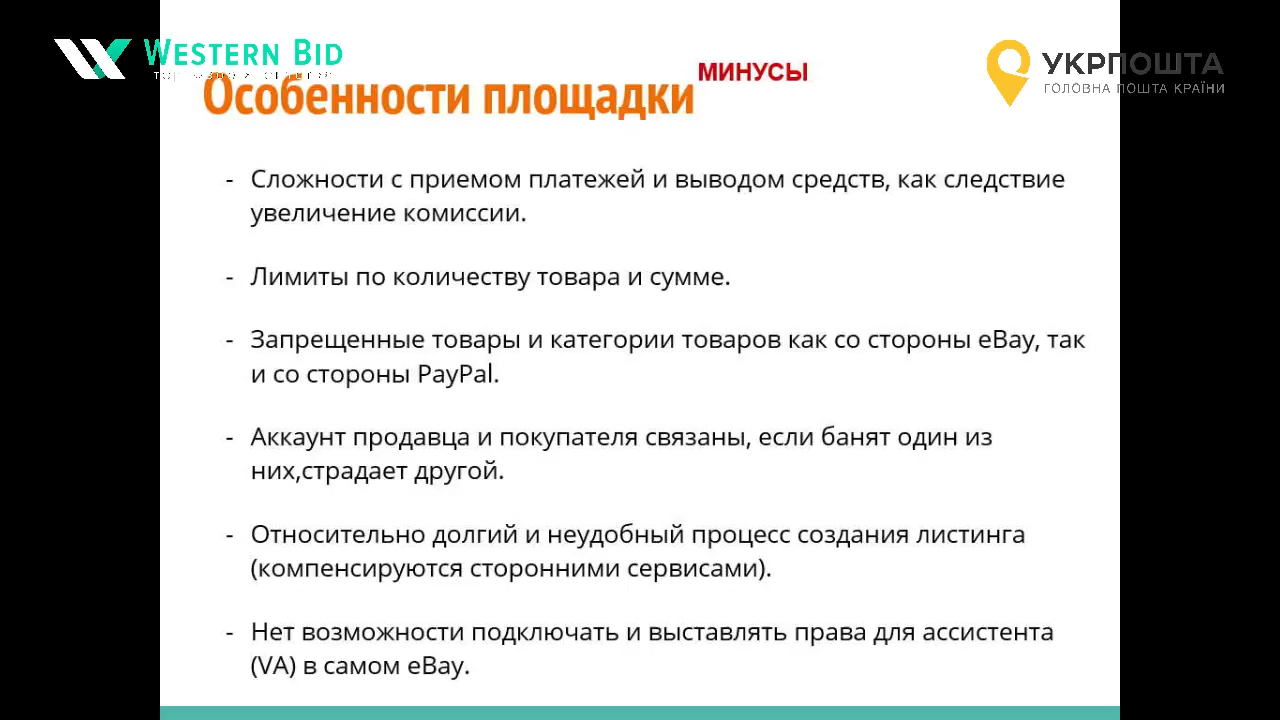 WESTERN BID
УКРПОШТА
ГОЛОВНА ПОШТА КРАЇНИ
МИНУСЫ
Особенности площадки
- Сложности с приемом платежей и выводом средств, как следствие
увеличение комиссии.
- Лимиты по количеству товара и сумме.
- Запрещенные товары и категории товаров как со стороны eBay, так
и со стороны PayPal.
- Аккаунт продавца и покупателя связаны, если банят один из
них,страдает другой.
- Относительно долгий и неудобный процесс создания листинга
(компенсируются сторонними сервисами).
- Нет возможности подключать и выставлять права для ассистента
(VA) в самом eBay.